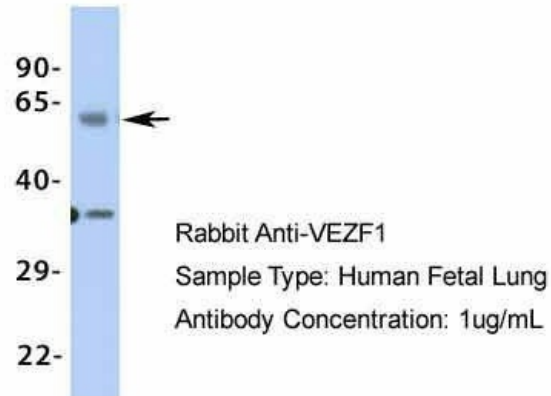 90-
65-
40-
Rabbit Anti-VEZF1
29-
Sample Type: Human Fetal Lung
Antibody Concentration: 1ug/mL
22-